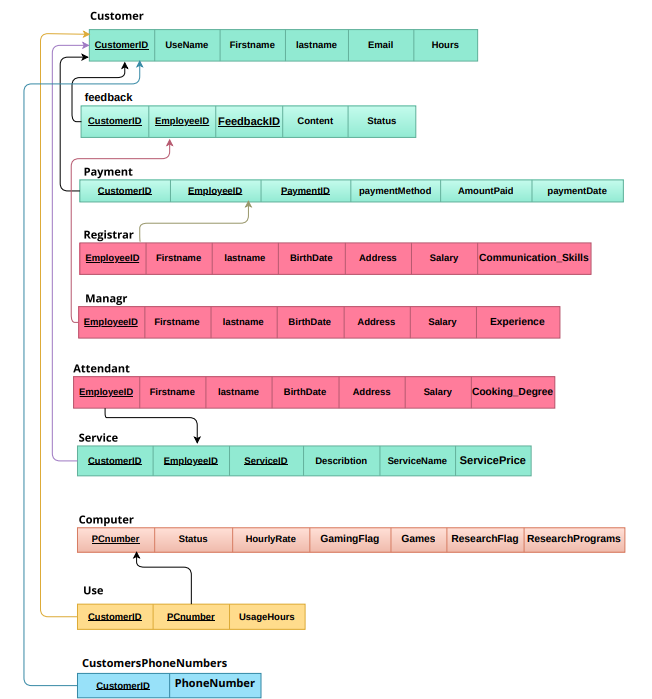 Customer
CustomerID UseName Firstname lastname Email Hours
feedback
CustomerID EmployeeID FeedbackID Content Status
Payment
CustomerID EmployeeID PaymentID paymentMethod AmountPaid paymentDate
Registrar
EmployeeID Firstname lastname BirthDate Address Salary Communication_Skills
Managr
EmployeeID Firstname lastname BirthDate Address Salary Experience
Attendant
EmployeeID Firstname lastname BirthDate Address Salary Cooking_Degree
Service
CustomerID EmployeeID ServiceID Describtion ServiceName ServicePrice
Computer
PCnumber Status HourlyRate GamingFlag Games ResearchFlag ResearchPrograms
Use
CustomerID PCnumber UsageHours
CustomersPhoneNumbers
CustomerID PhoneNumber